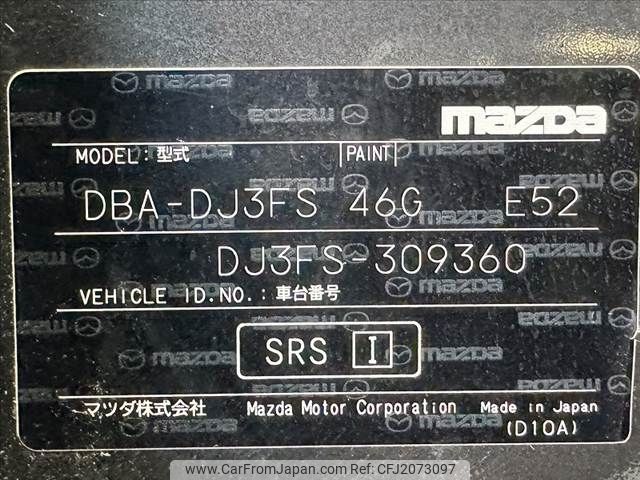 mazda
MODEL:型式 PAINT
DBA-DJ3FS 46G E52
DJ3FS-309360
VEHICLE ID.NO.:車台番号
SRS I
マツダ株式会社 Mazda Motor Corporation Made in Japan
(D10A)
www.CarFromJapan.com | Ref:CFJ2073097